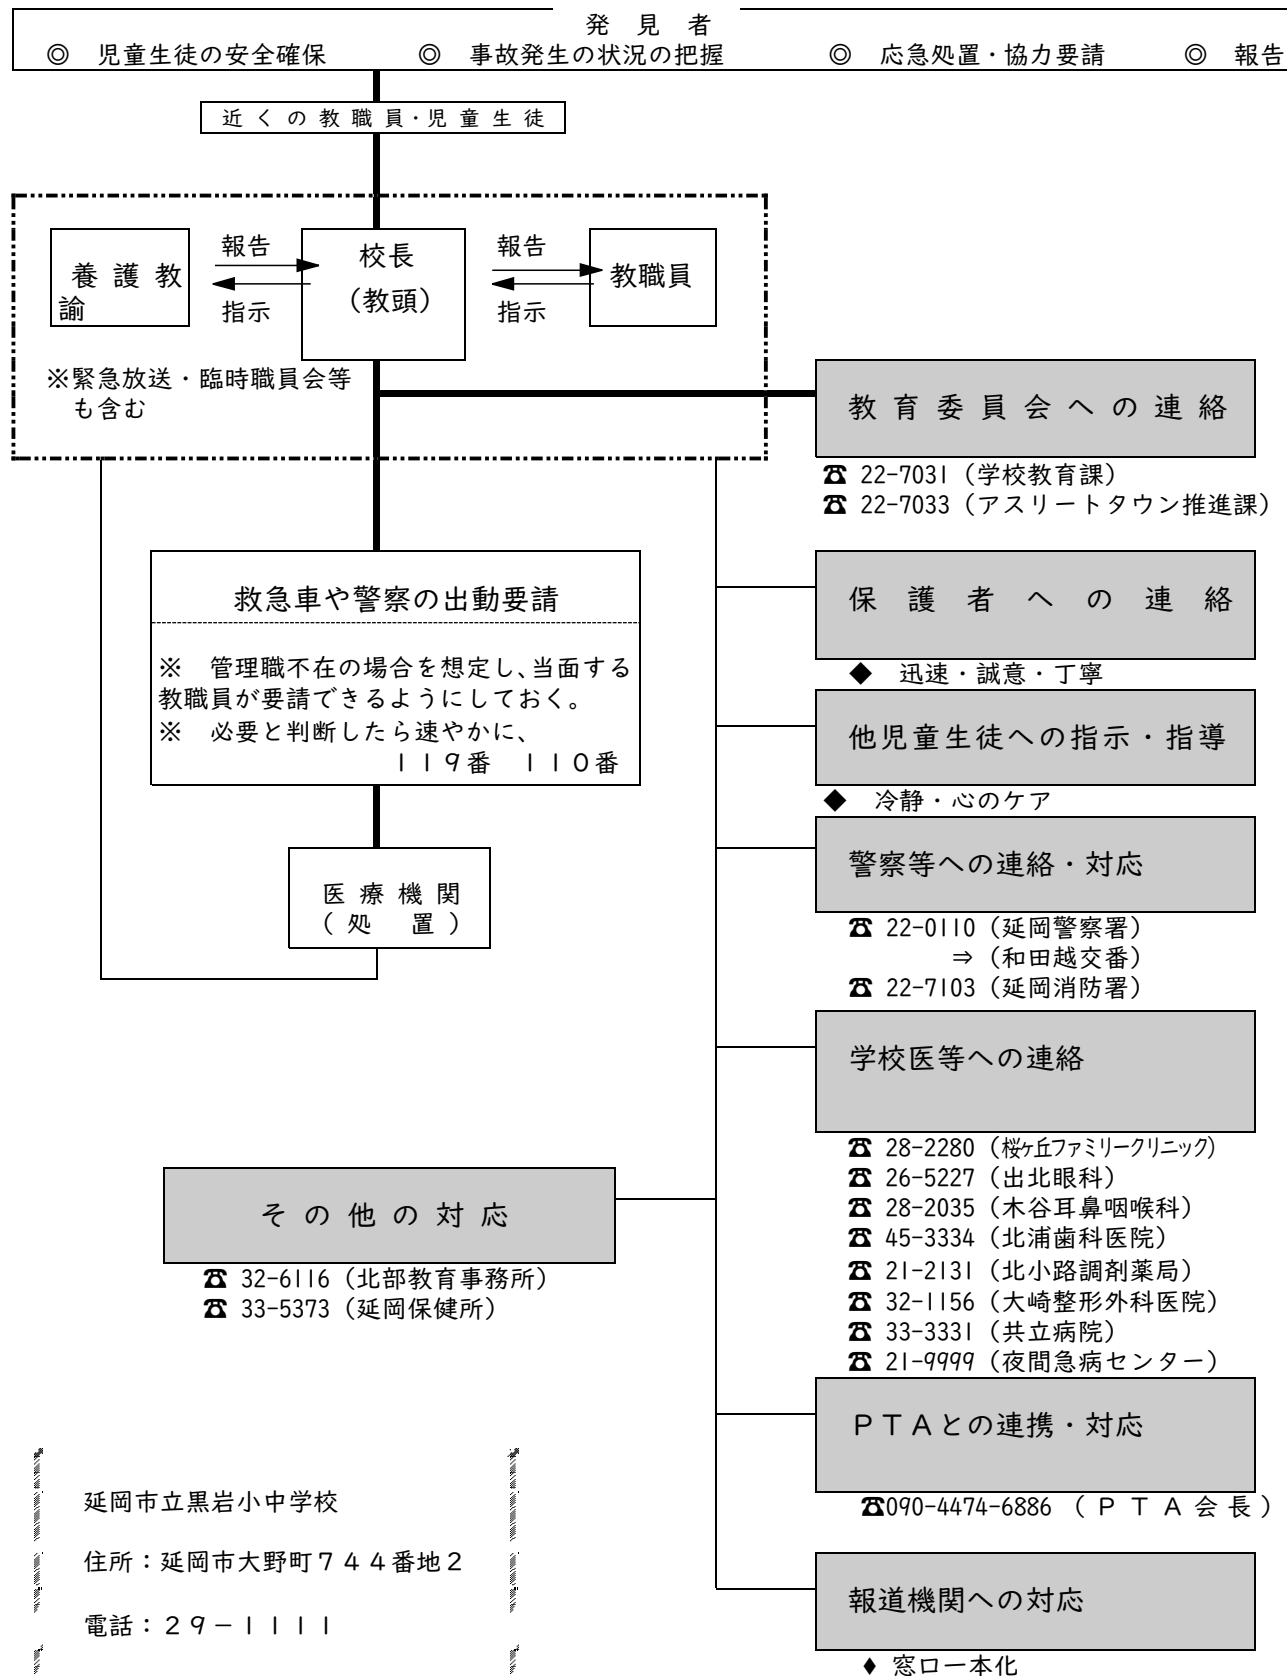 発　見　者
◎　児童生徒の安全確保　　　◎　事故発生の状況の把握　　　◎　応急処置・協力要請　　◎　報告
近くの教職員・児童生徒
報告
報告
養護教
諭
校長
（教頭）
教職員
指示
指示
※緊急放送・臨時職員会等
も含む
教育委員会への連絡
☎ 22-7031（学校教育課）
☎ 22-7033（アスリートタウン推進課）
救急車や警察の出動要請
※　管理職不在の場合を想定し、当面する
教職員が要請できるようにしておく。
※　必要と判断したら速やかに、
１１９番　１１０番
医療機関
（処　置）
保護者への連絡
◆　迅速・誠意・丁寧
他児童生徒への指示・指導
◆　冷静・心のケア
警察等への連絡・対応
☎ 22-0110（延岡警察署）
⇒（和田越交番）
☎ 22-7103（延岡消防署）
学校医等への連絡
☎ 28-2280（桜ヶ丘ファミリークリニック）
☎ 26-5227（出北眼科）
☎ 28-2035（木谷耳鼻咽喉科）
☎ 45-3334（北浦歯科医院）
☎ 21-2131（北小路調剤薬局）
☎ 32-1156（大崎整形外科医院）
☎ 33-3331（共立病院）
☎ 21-9999（夜間急病センター）
その他の対応
☎ 32-6116（北部教育事務所）
☎ 33-5373（延岡保健所）
ＰＴＡとの連携・対応
☎090-4474-6886（ＰＴＡ会長）
報道機関への対応
♦ 窓口一本化
延岡市立黒岩小中学校
住所：延岡市大野町７４４番地２
電話：２９－１１１１